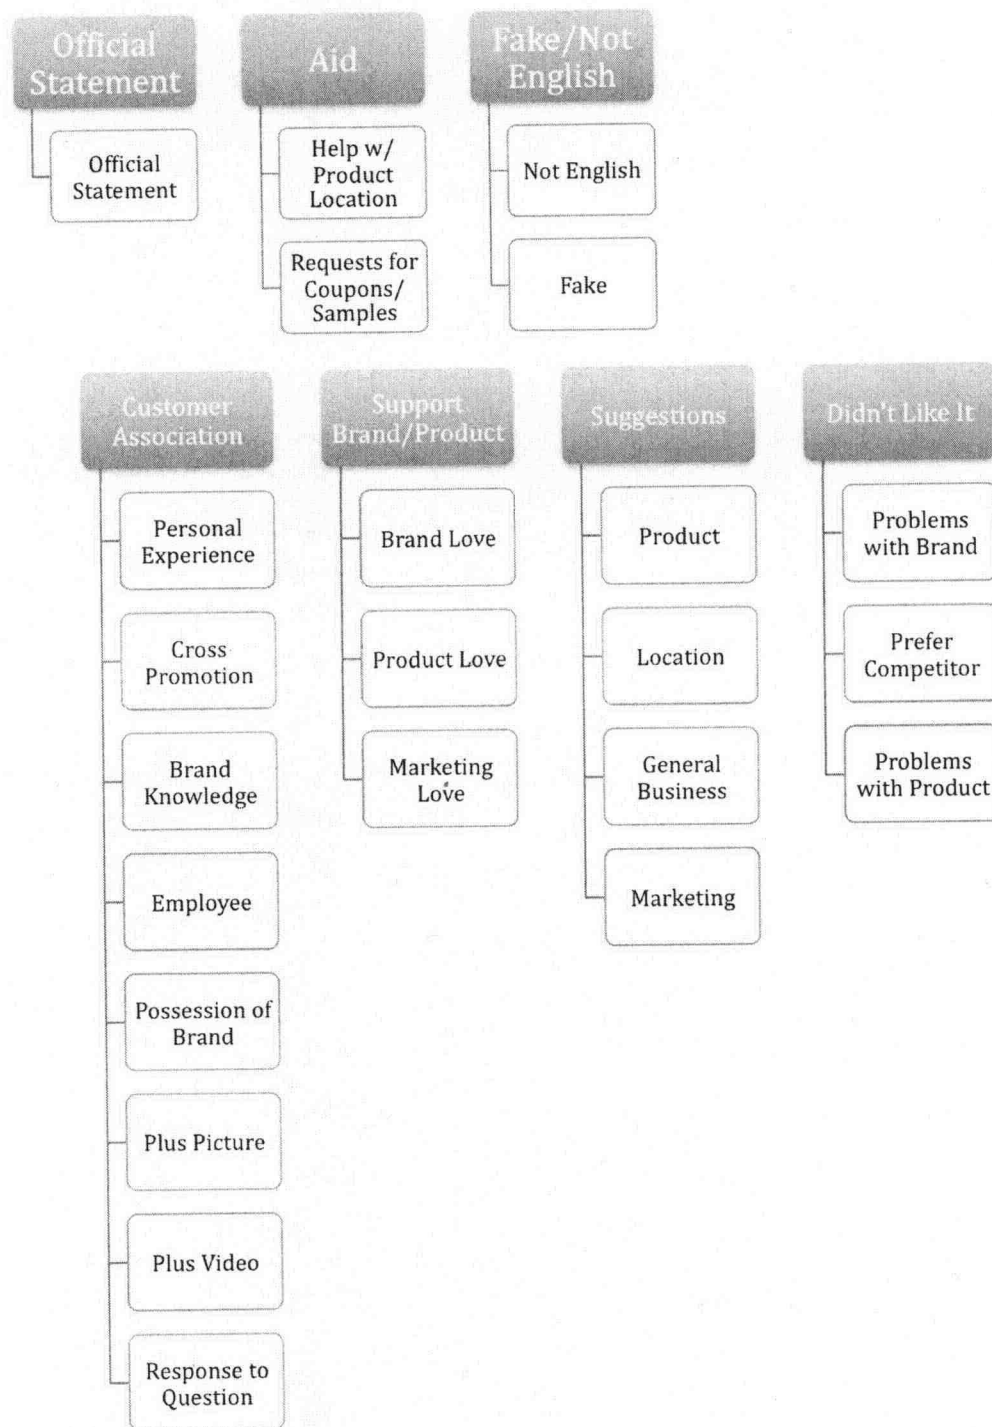 Official
Statement
Official
Statement
Aid
Help w/
Product
Location
Requests for
Coupons/
Samples
Fake/Not
English
Not English
Fake
Customer
Association
Personal
Experience
Cross
Promotion
Brand
Knowledge
Employee
Possession of
Brand
Plus Picture
Plus Video
Response to
Question
Support
Brand/Product
Brand Love
Product Love
Marketing
Love
Suggestions
Product
Location
General
Business
Marketing
Didn't Like It
Problems
with Brand
Prefer
Competitor
Problems
with Product